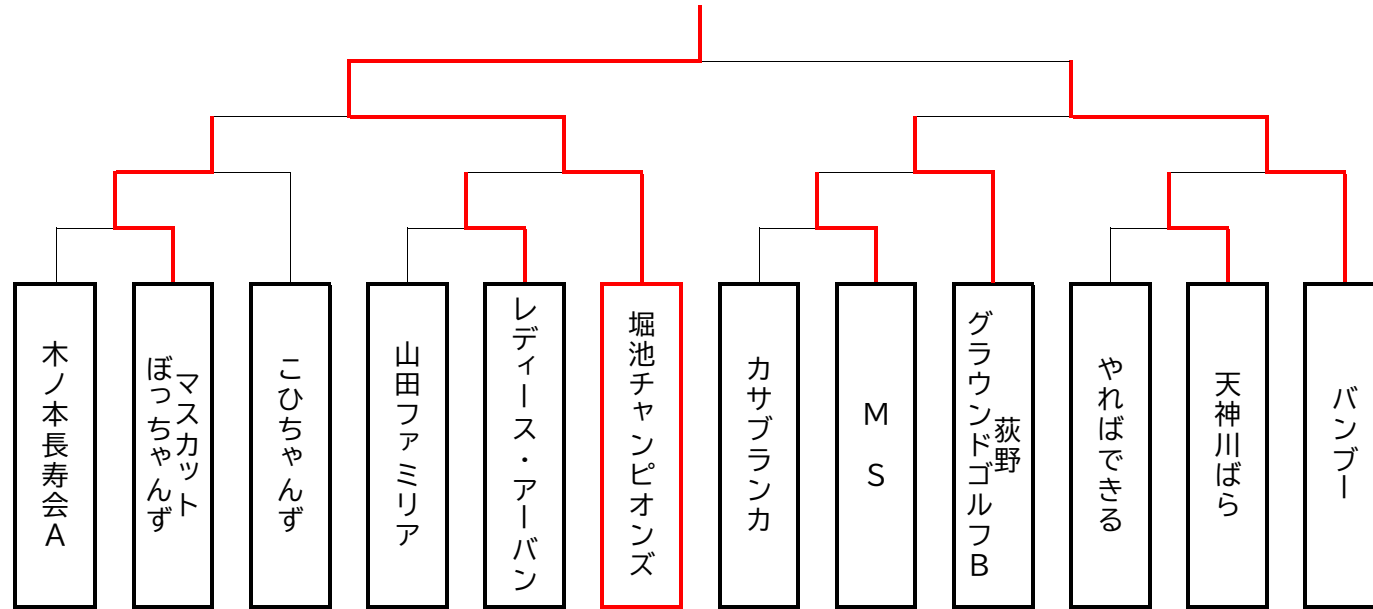 木ノ本長寿会A
マスカット
ぼっちゃんず
こひちゃんず
山田ファミリア
レディース・アーバン
堀池チャンピオンズ
カサブランカ
M S
荻野
グラウンドゴルフB
やればできる
天神川ばら
バンブー